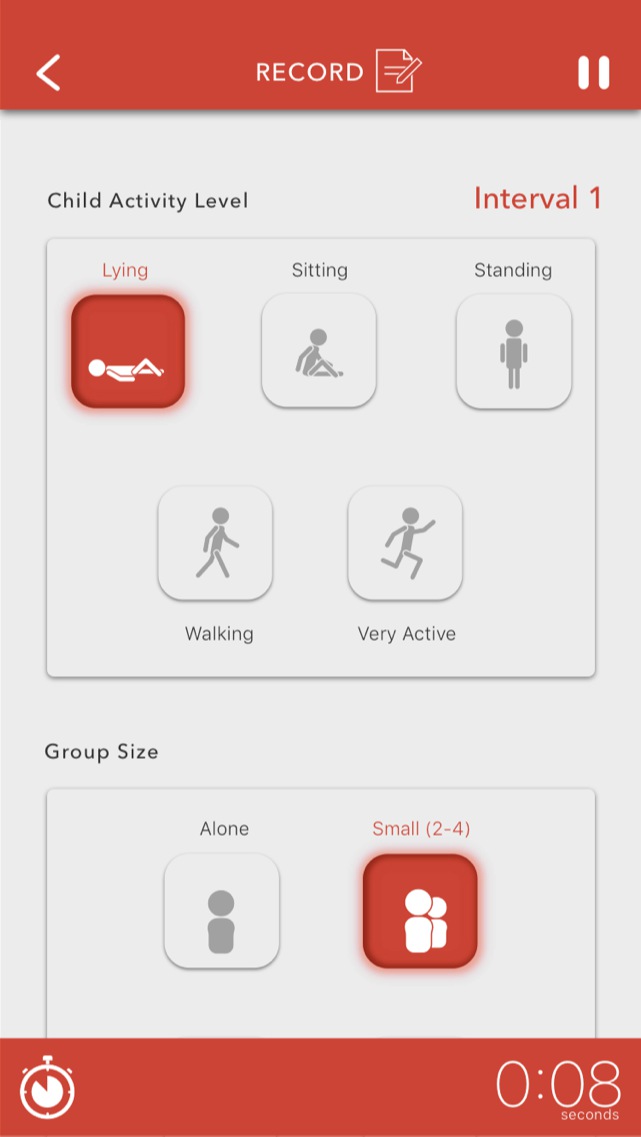 RECORD
Child Activity Level
Interval 1
Lying
Sitting
Standing
Walking
Very Active
Group Size
Alone
Small (2-4)
0:08
seconds